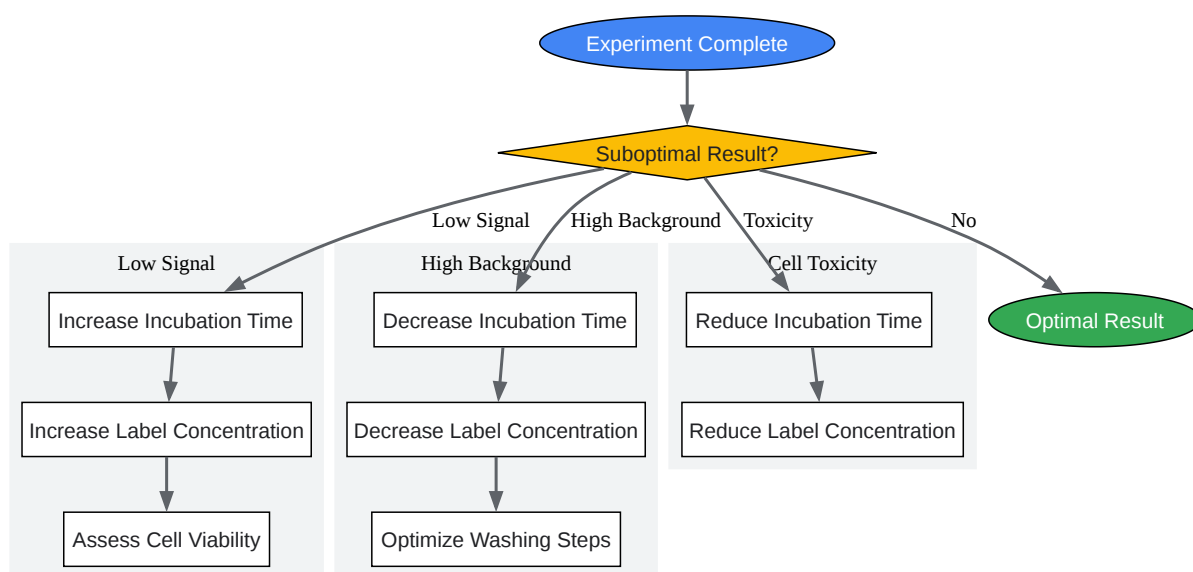 Experiment Complete
Suboptimal Result?
Low Signal
High Background
Toxicity
No
Low Signal
High Background
Cell Toxicity
Increase Incubation Time
Decrease Incubation Time
Reduce Incubation Time
Optimal Result
Increase Label Concentration
Decrease Label Concentration
Reduce Label Concentration
Assess Cell Viability
Optimize Washing Steps